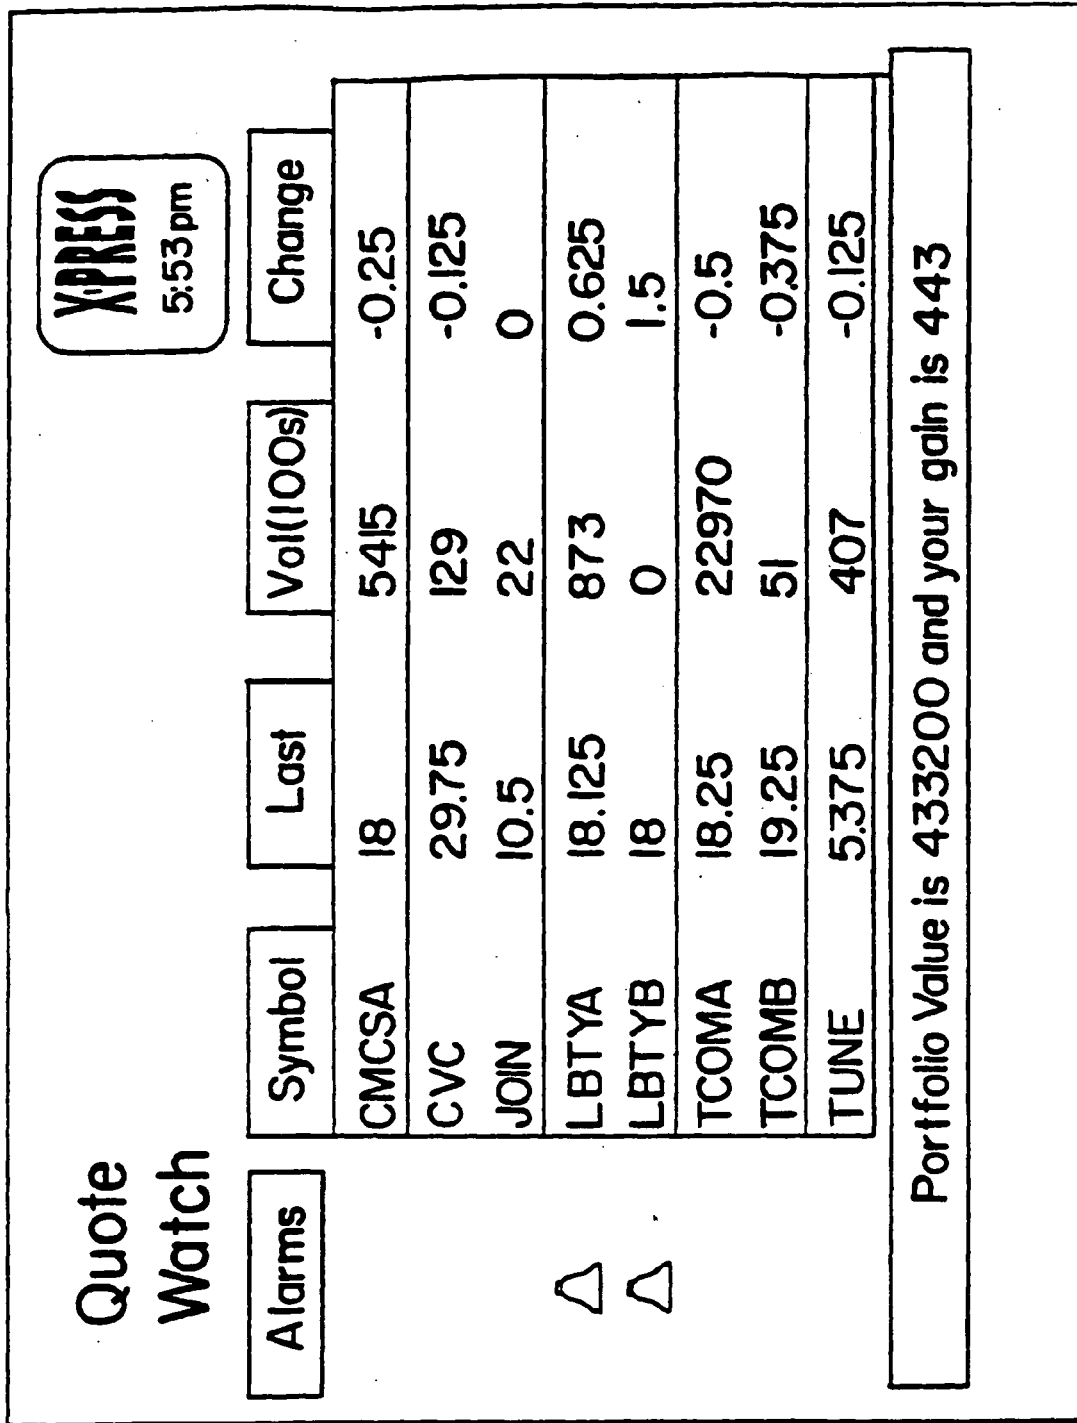 Quote
Watch
X·PRESS
5:53pm
Alarms Symbol Last Vol(100s) Change
CMCSA 18 5415 -0.25
CVC 29.75 129 -0.125
JOIN 10.5 22 0
LBTYA 18.125 873 0.625
LBTYB 18 0 1.5
TCOMA 18.25 22970 -0.5
TCOMB 19.25 51 -0.375
TUNE 5.375 407 -0.125
Portfolio Value is 433200 and your gain is 443